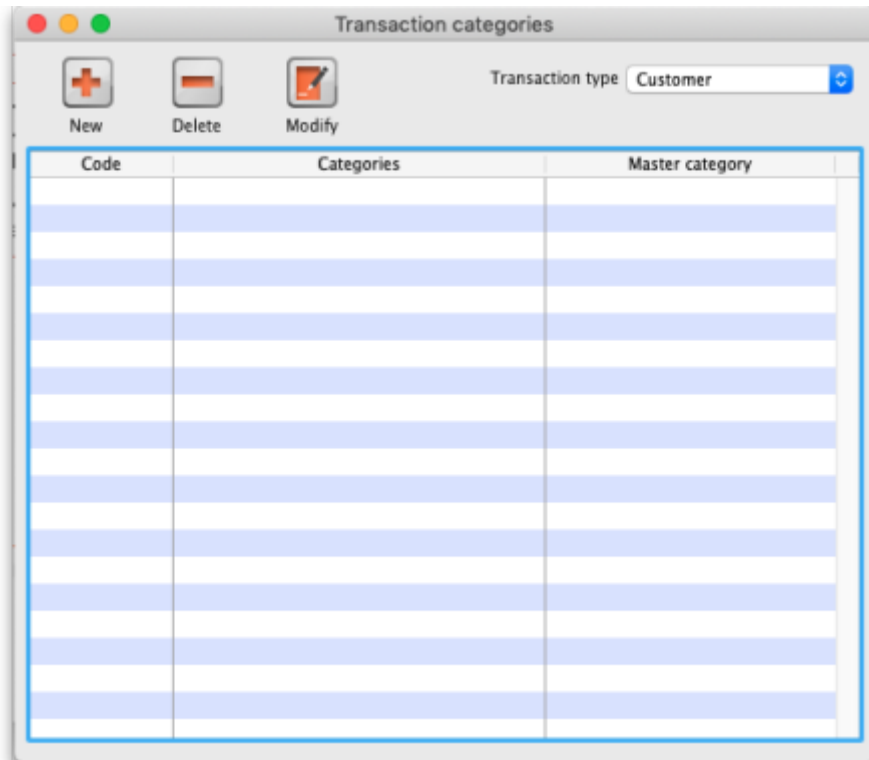 Transaction categories
Transaction type Customer
New Delete Modify
Code Categories Master category